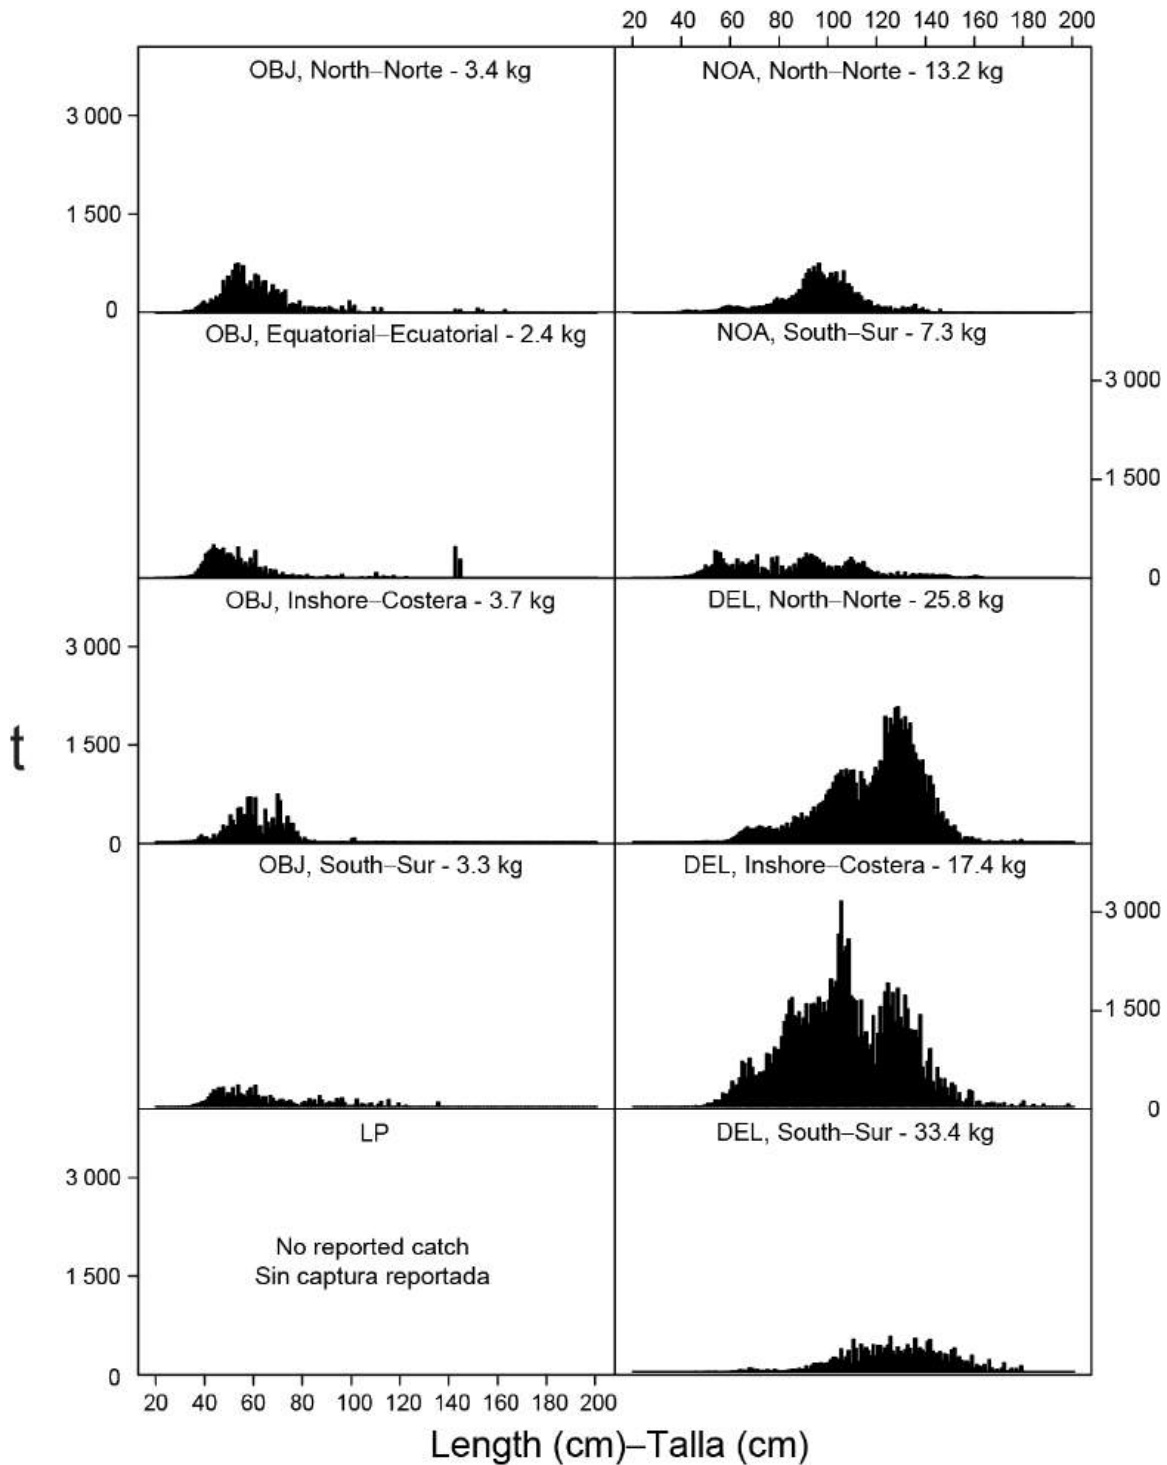 20 40 60 80 100 120 140 160 180 200
OBJ, North–Norte - 3.4 kg
NOA, North–Norte - 13.2 kg
3 000
1 500
0
OBJ, Equatorial–Ecuatorial - 2.4 kg
NOA, South–Sur - 7.3 kg
3 000
1 500
0
OBJ, Inshore–Costera - 3.7 kg
DEL, North–Norte - 25.8 kg
3 000
t
1 500
0
OBJ, South–Sur - 3.3 kg
DEL, Inshore–Costera - 17.4 kg
3 000
1 500
0
LP
DEL, South–Sur - 33.4 kg
3 000
No reported catch
Sin captura reportada
1 500
0
20 40 60 80 100 120 140 160 180 200
Length (cm)–Talla (cm)